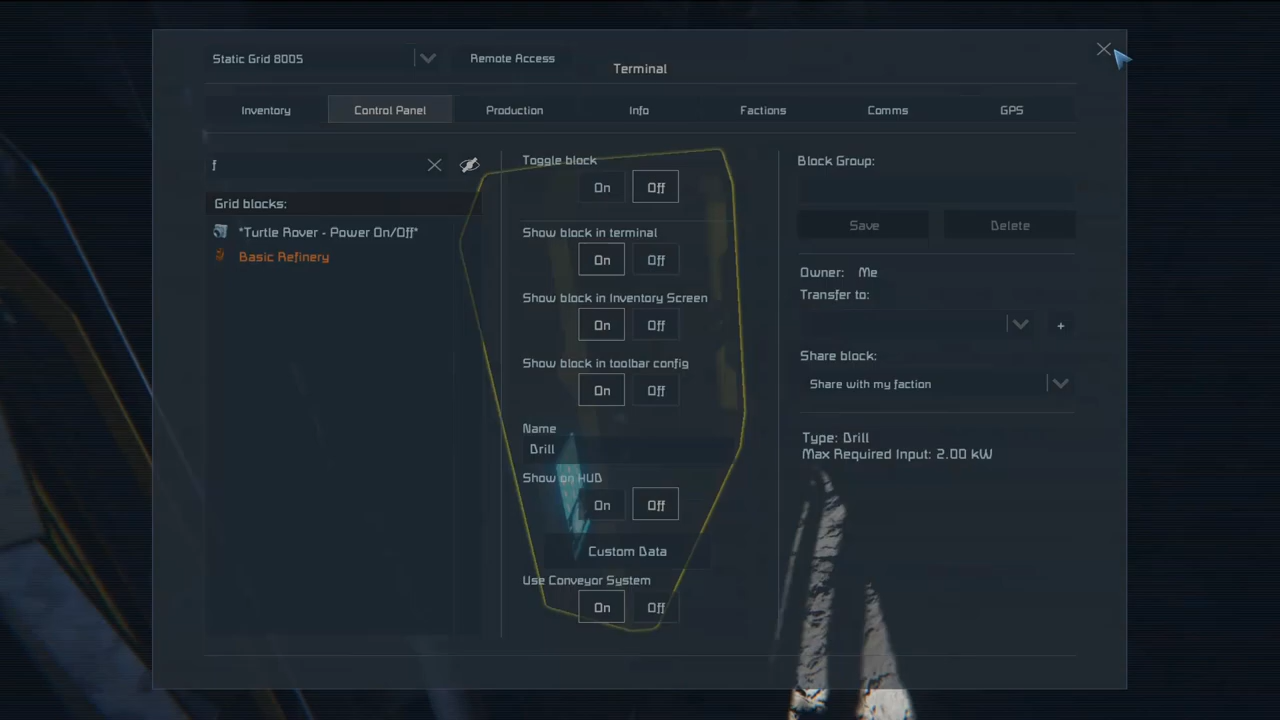 Static Grid 8005
Remote Access
Terminal
Inventory
Control Panel
Production
Info
Factions
Comms
GPS
f
Grid blocks:
*Turtle Rover - Power On/Off*
Basic Refinery
Toggle block
On Off
Show block in terminal
On Off
Show block in Inventory Screen
On Off
Show block in toolbar config
On Off
Name
Drill
Show on HUD
On Off
Custom Data
Use Conveyor System
On Off
Block Group:
Save
Delete
Owner: Me
Transfer to:
+
Share block:
Share with my faction
Type: Drill
Max Required Input: 2.00 kW